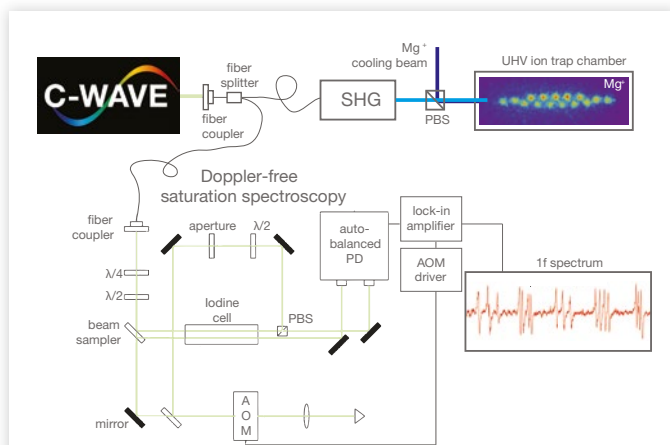 C-WAVE
fiber
splitter
fiber
coupler
SHG
Mg+
cooling beam
PBS
UHV ion trap chamber
Mg+
Doppler-free
saturation spectroscopy
fiber
coupler
aperture
λ/2
auto-
balanced
PD
lock-in
amplifier
AOM
driver
1f spectrum
λ/4
λ/2
Iodine
cell
PBS
beam
sampler
mirror
A
O
M